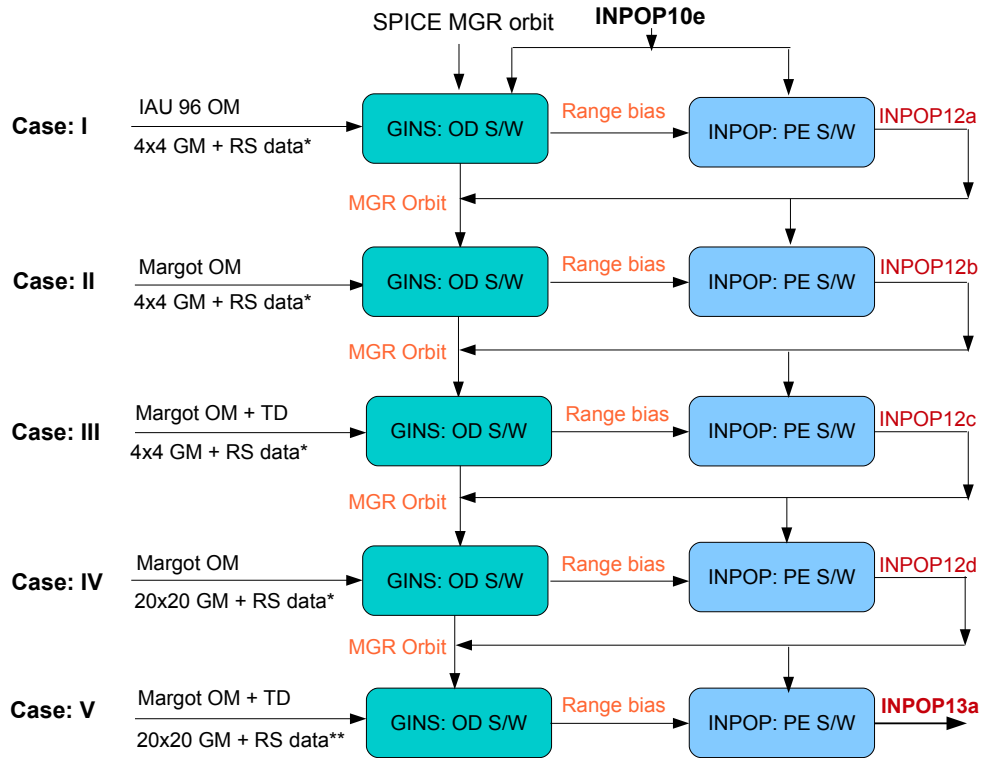 SPICE MGR orbit
INPOP10e
Case: I
IAU 96 OM
4x4 GM + RS data*
GINS: OD S/W
Range bias
INPOP: PE S/W
INPOP12a
MGR Orbit
Case: II
Margot OM
4x4 GM + RS data*
GINS: OD S/W
Range bias
INPOP: PE S/W
INPOP12b
MGR Orbit
Case: III
Margot OM + TD
4x4 GM + RS data*
GINS: OD S/W
Range bias
INPOP: PE S/W
INPOP12c
MGR Orbit
Case: IV
Margot OM
20x20 GM + RS data*
GINS: OD S/W
Range bias
INPOP: PE S/W
INPOP12d
MGR Orbit
Case: V
Margot OM + TD
20x20 GM + RS data**
GINS: OD S/W
Range bias
INPOP: PE S/W
INPOP13a